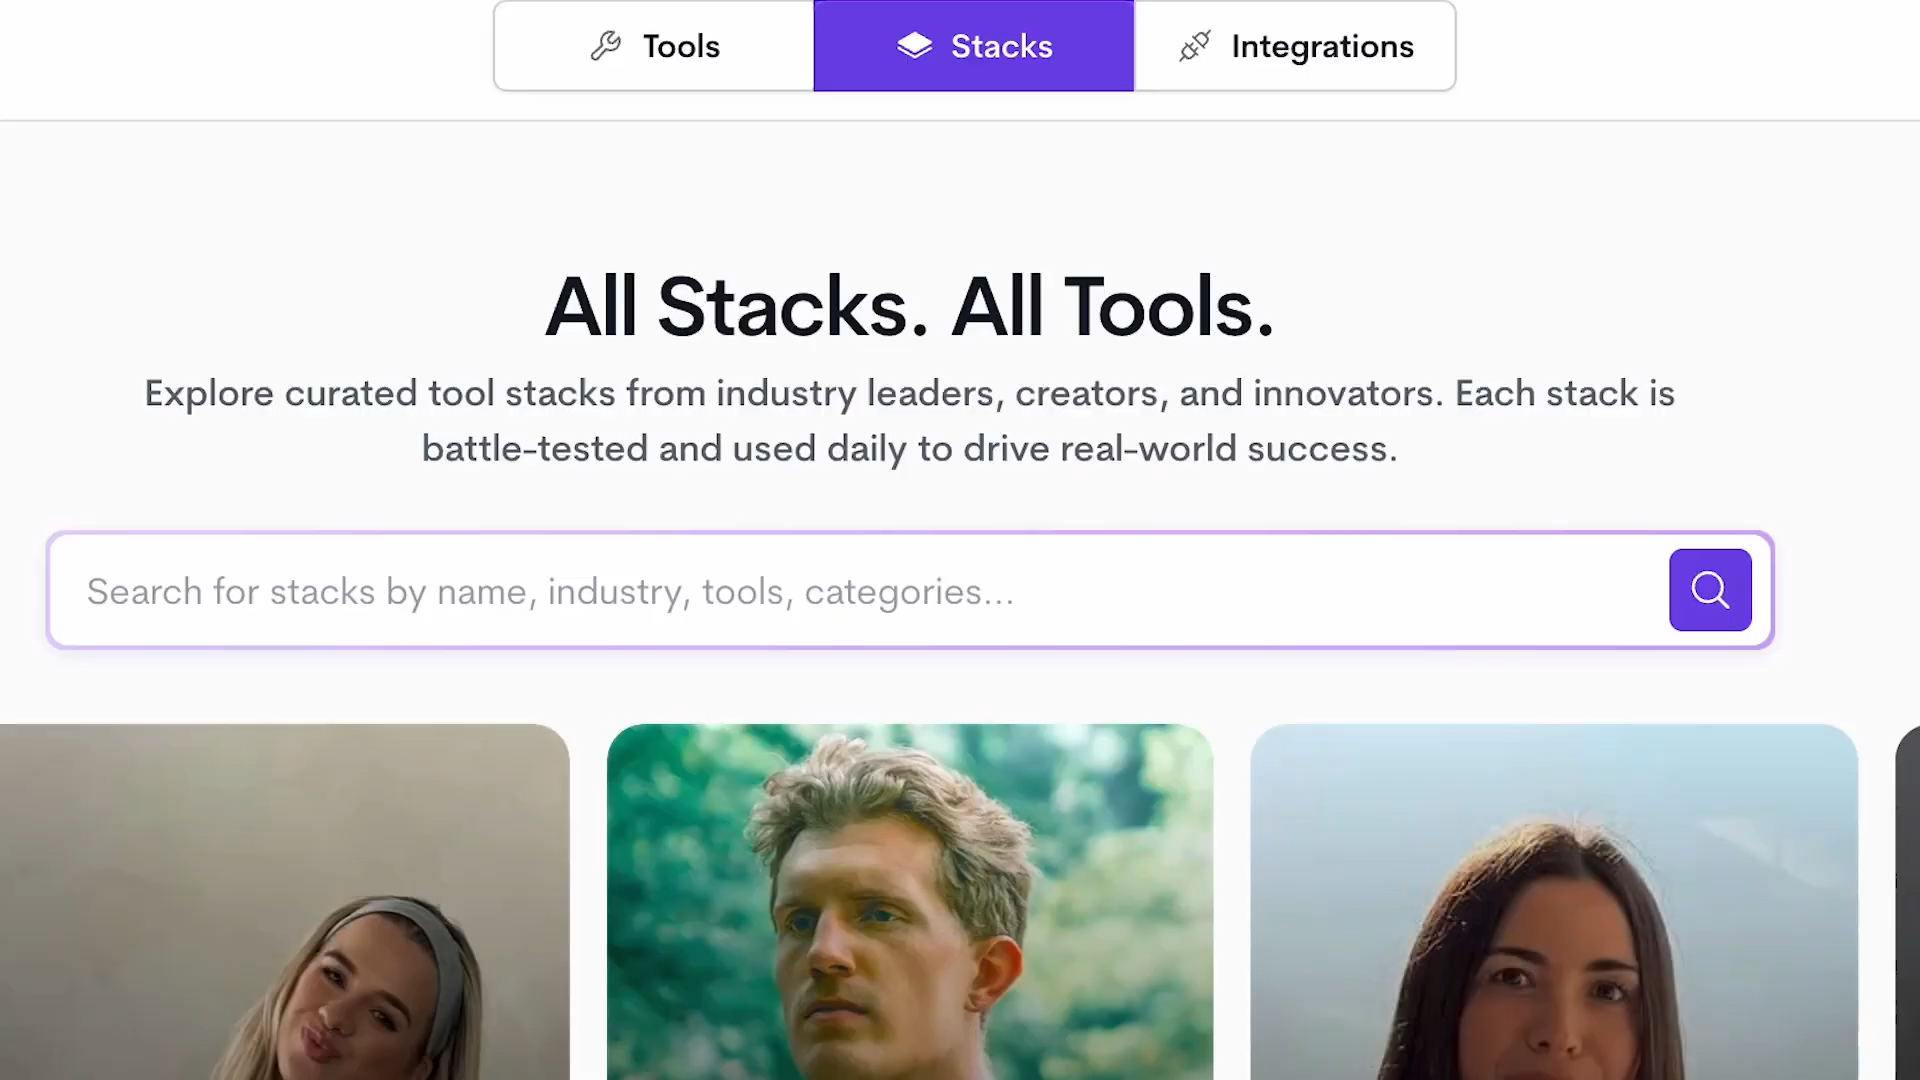 Tools
Stacks
Integrations
All Stacks. All Tools.
Explore curated tool stacks from industry leaders, creators, and innovators. Each stack is
battle-tested and used daily to drive real-world success.
Search for stacks by name, industry, tools, categories...